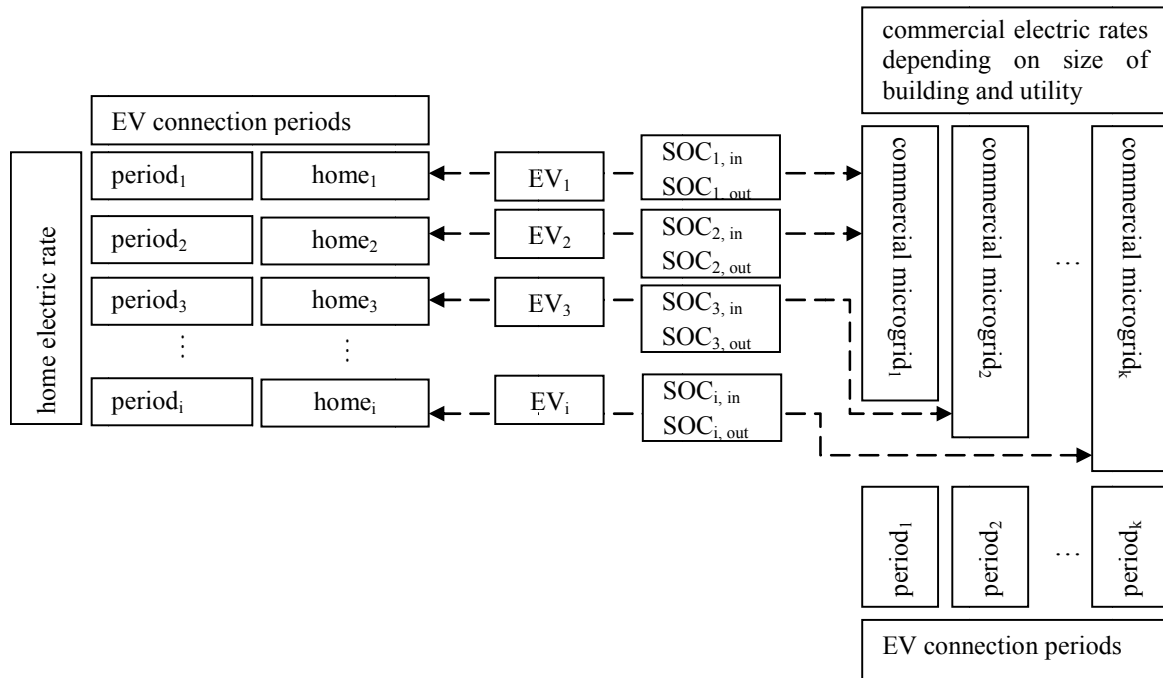 commercial electric rates
depending on size of
building and utility
EV connection periods
home electric rate
period₁
home₁
EV₁
SOC₁, in
SOC₁, out
period₂
home₂
EV₂
SOC₂, in
SOC₂, out
period₃
home₃
EV₃
SOC₃, in
SOC₃, out
⋮
⋮
periodᵢ
homeᵢ
EVᵢ
SOCᵢ, in
SOCᵢ, out
commercial microgrid₁
commercial microgrid₂
…
commercial microgridₖ
period₁
period₂
…
periodₖ
EV connection periods